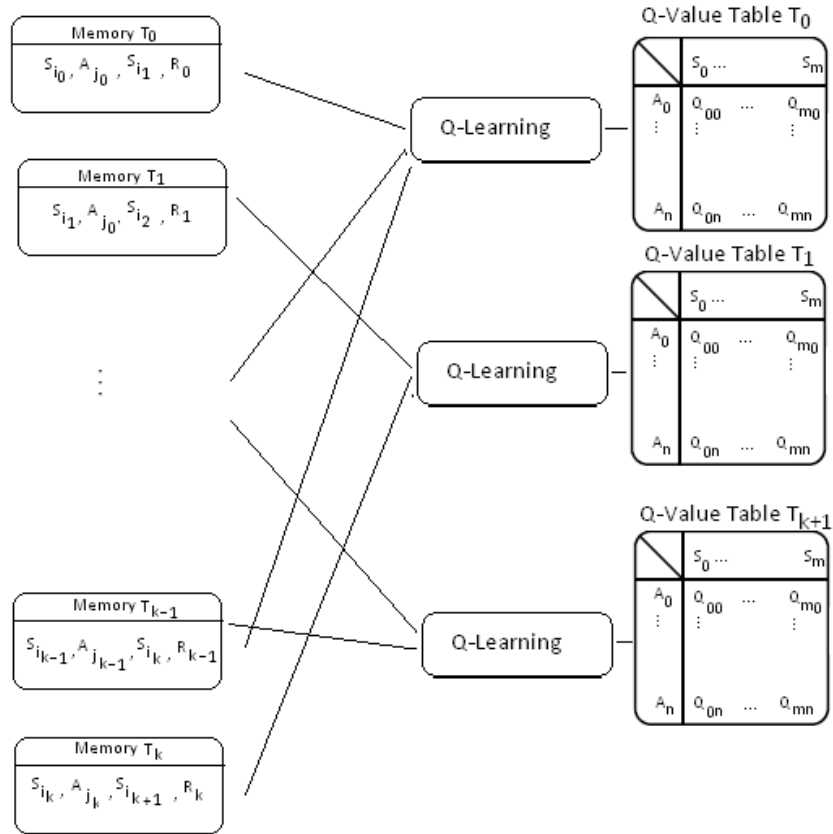 Memory T0
Si0, Aj0, Si1, R0
Memory T1
Si1, Aj0, Si2, R1
⋮
Memory Tk-1
Sik-1, Ajk-1, Sik, Rk-1
Memory Tk
Sik, Ajk, Sik+1, Rk
Q-Learning
Q-Learning
Q-Learning
Q-Value Table T0
S0 ... Sm
A0 Q00 ... Qm0
⋮ ⋮ ⋮
An Q0n ... Qmn
Q-Value Table T1
S0 ... Sm
A0 Q00 ... Qm0
⋮ ⋮ ⋮
An Q0n ... Qmn
Q-Value Table Tk+1
S0 ... Sm
A0 Q00 ... Qm0
⋮ ⋮ ⋮
An Q0n ... Qmn